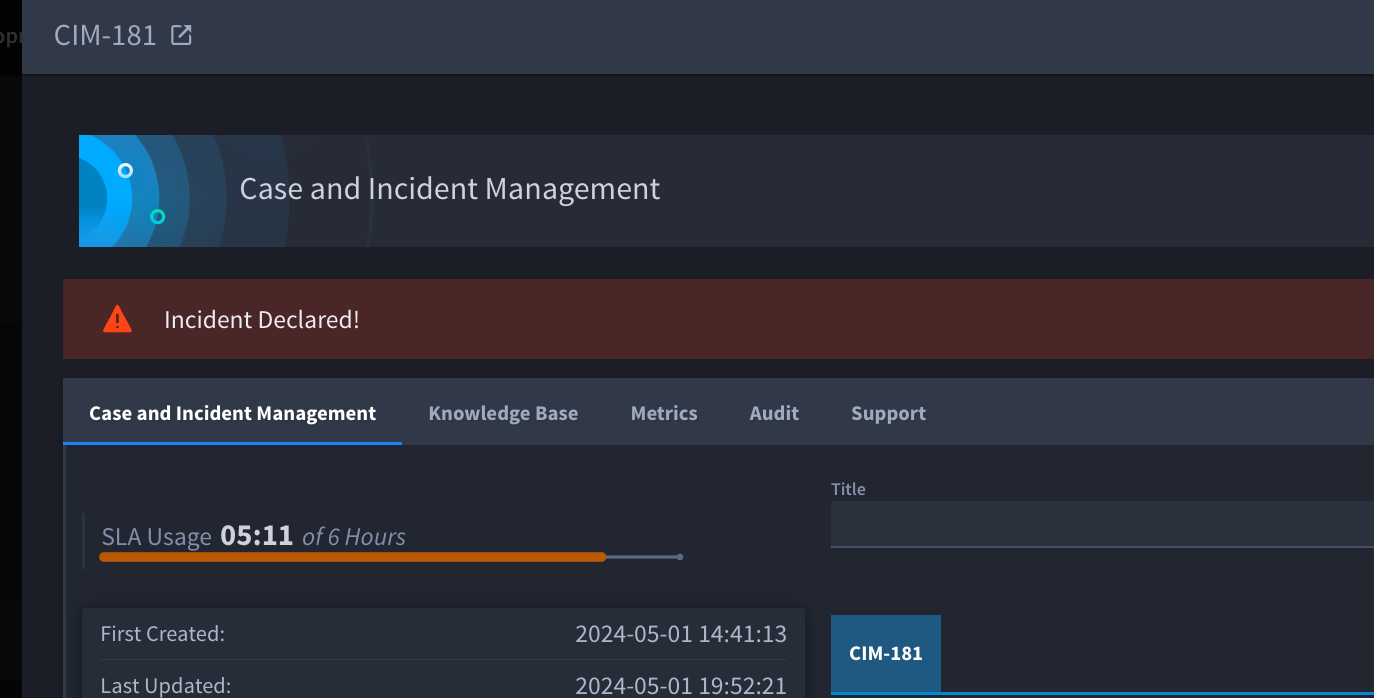 CIM-181
Case and Incident Management
Incident Declared!
Case and Incident Management Knowledge Base Metrics Audit Support
SLA Usage 05:11 of 6 Hours
Title
First Created: 2024-05-01 14:41:13
Last Updated: 2024-05-01 19:52:21
CIM-181